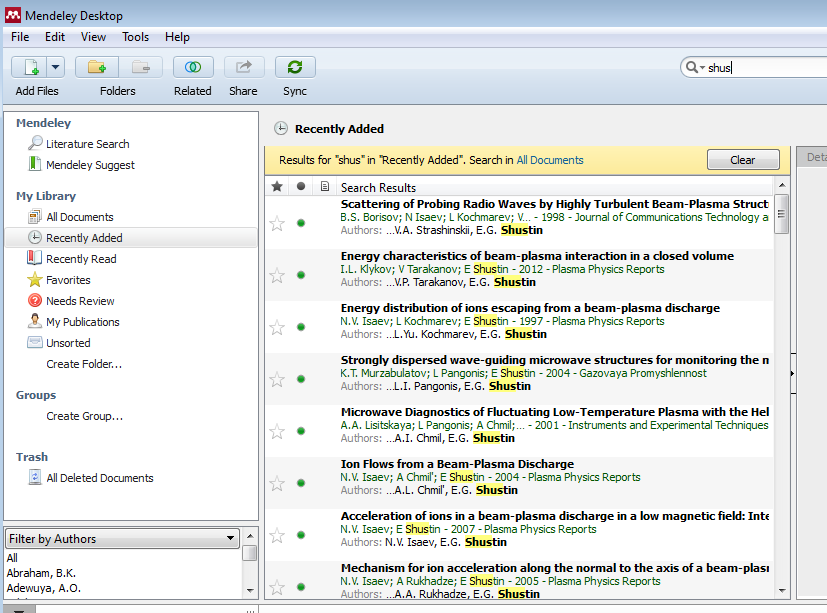 Mendeley Desktop
File Edit View Tools Help
shus
Add Files Folders Related Share Sync
Mendeley
Literature Search
Mendeley Suggest
My Library
All Documents
Recently Added
Recently Read
Favorites
Needs Review
My Publications
Unsorted
Create Folder...
Groups
Create Group...
Trash
All Deleted Documents
Filter by Authors
All
Abraham, B.K.
Adewuya, A.O.
Recently Added
Results for "shus" in "Recently Added". Search in All Documents
Clear
Search Results
Scattering of Probing Radio Waves by Highly Turbulent Beam-Plasma Struct
B.S. Borisov; N Isaev; L Kochmarev; V... - 1998 - Journal of Communications Technology a
Authors: ...V.A. Strashinskii, E.G. Shustin
Energy characteristics of beam-plasma interaction in a closed volume
I.L. Klykov; V Tarakanov; E Shustin - 2012 - Plasma Physics Reports
Authors: ...V.P. Tarakanov, E.G. Shustin
Energy distribution of ions escaping from a beam-plasma discharge
N.V. Isaev; L Kochmarev; E Shustin - 1997 - Plasma Physics Reports
Authors: ...L.Yu. Kochmarev, E.G. Shustin
Strongly dispersed wave-guiding microwave structures for monitoring the m
K.T. Murzabulatov; L Pangonis; E Shustin - 2004 - Gazovaya Promyshlennost
Authors: ...L.I. Pangonis, E.G. Shustin
Microwave Diagnostics of Fluctuating Low-Temperature Plasma with the Hel
A.A. Lisitskaya; L Pangonis; A Chmil;... - 2001 - Instruments and Experimental Techniques
Authors: ...A.I. Chmil, E.G. Shustin
Ion Flows from a Beam-Plasma Discharge
N.V. Isaev; A Chmil'; E Shustin - 2004 - Plasma Physics Reports
Authors: ...A.L. Chmil', E.G. Shustin
Acceleration of ions in a beam-plasma discharge in a low magnetic field: Inte
N.V. Isaev; E Shustin - 2007 - Plasma Physics Reports
Authors: N.V. Isaev, E.G. Shustin
Mechanism for ion acceleration along the normal to the axis of a beam-plasm
N.V. Isaev; A Rukhadze; E Shustin - 2005 - Plasma Physics Reports
Authors: ...A.A. Rukhadze, E.G. Shustin
Deta